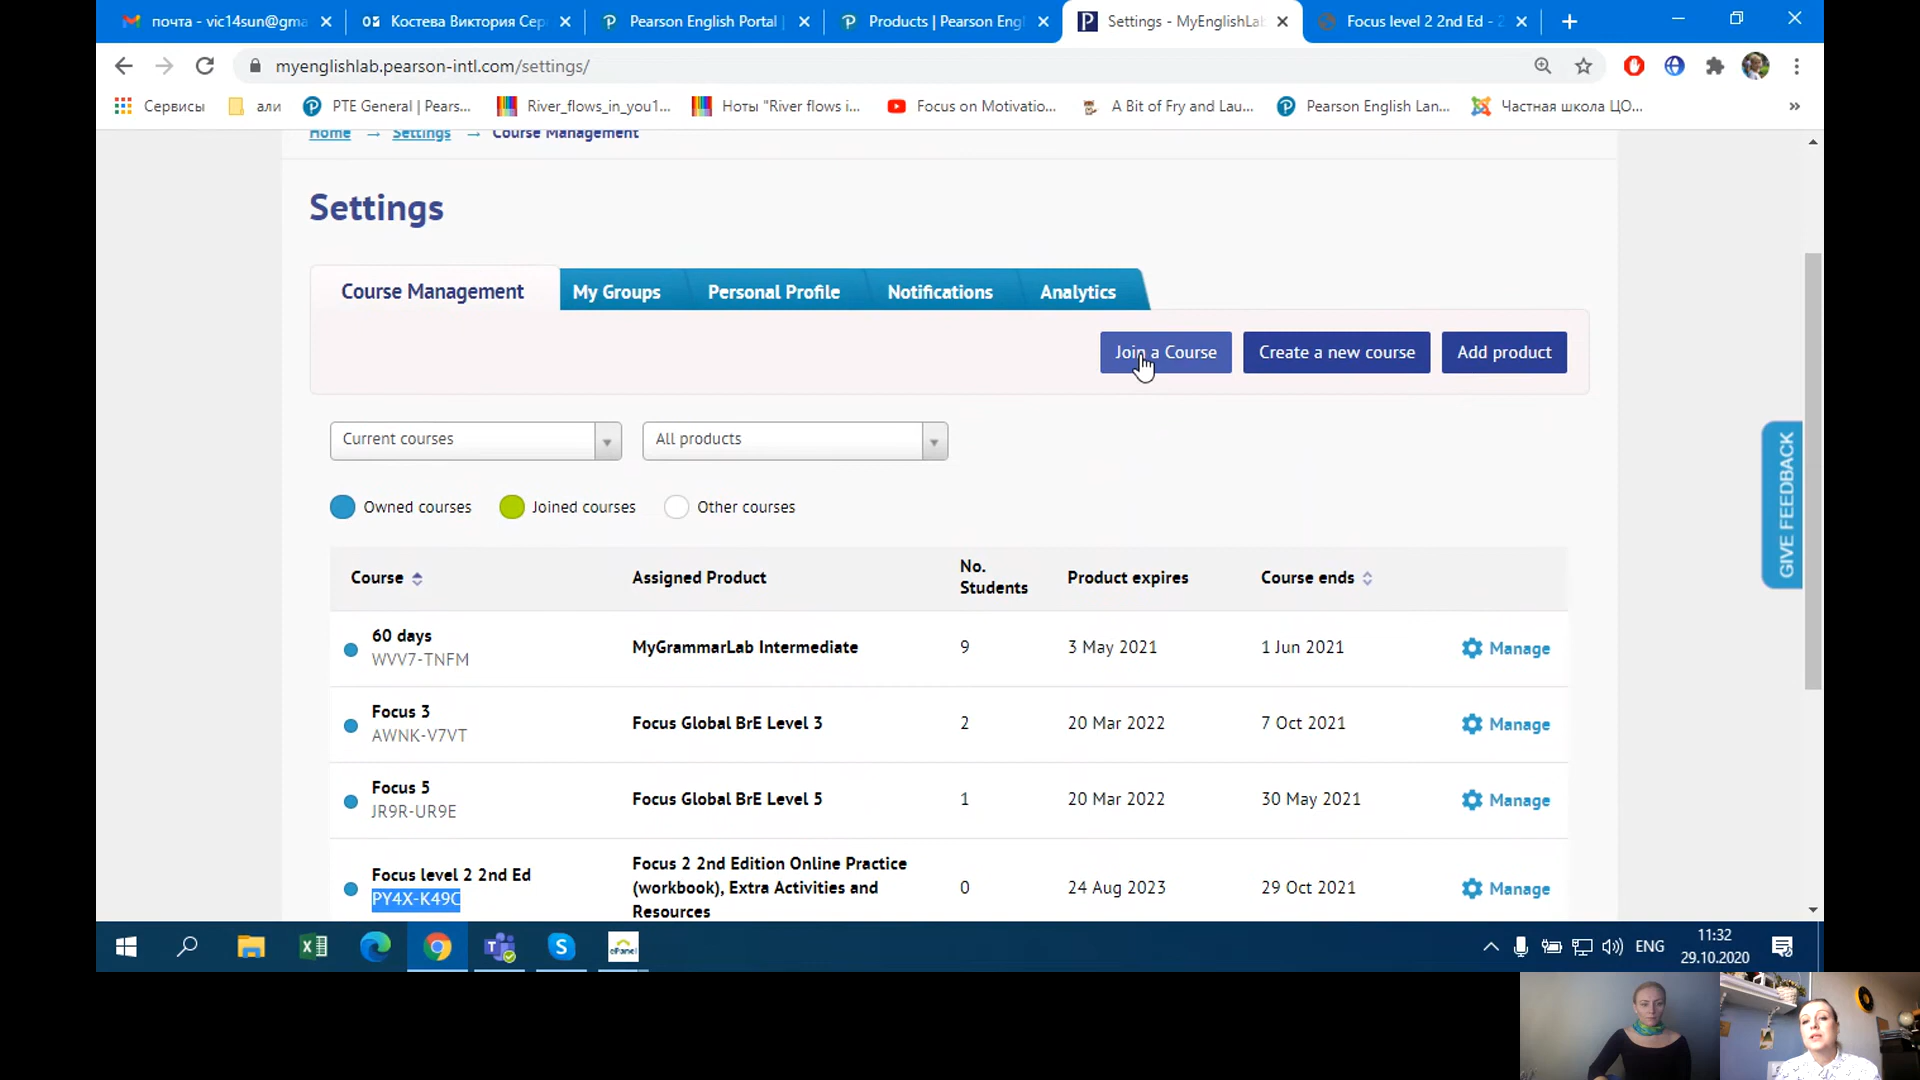 почта - vic14sun@gma
Костева Виктория Сер
Pearson English Portal |
Products | Pearson Eng
Settings - MyEnglishLab
Focus level 2 2nd Ed - 2
myenglishlab.pearson-intl.com/settings/
Сервисы
али
PTE General | Pears...
River_flows_in_you1...
Ноты "River flows i...
Focus on Motivatio...
A Bit of Fry and Lau...
Pearson English Lan...
Частная школа ЦО...
»
Home → Settings → Course Management
Settings
Course Management
My Groups
Personal Profile
Notifications
Analytics
Join a Course
Create a new course
Add product
Current courses
All products
Owned courses
Joined courses
Other courses
GIVE FEEDBACK
Course
Assigned Product
No. Students
Product expires
Course ends
60 days
WVV7-TNFM
MyGrammarLab Intermediate
9
3 May 2021
1 Jun 2021
Manage
Focus 3
AWNK-V7VT
Focus Global BrE Level 3
2
20 Mar 2022
7 Oct 2021
Manage
Focus 5
JR9R-UR9E
Focus Global BrE Level 5
1
20 Mar 2022
30 May 2021
Manage
Focus level 2 2nd Ed
PY4X-K49C
Focus 2 2nd Edition Online Practice
(workbook), Extra Activities and
Resources
0
24 Aug 2023
29 Oct 2021
Manage
ePanel
ENG
11:32
29.10.2020